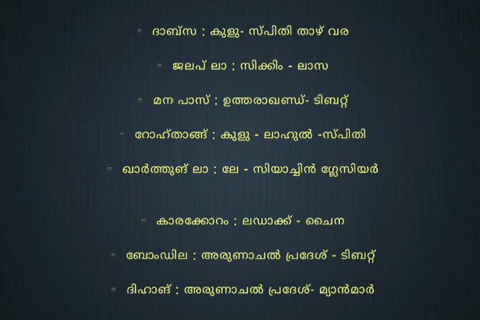 ദാബ്സ : കുളു- സ്പിതി താഴ് വര
ജലപ് ലാ : സിക്കിം - ലാസ
മന പാസ് : ഉത്തരാഖണ്ഡ്- ടിബറ്റ്
റോഹ്താങ്ങ് : കുളു - ലാഹുൽ -സ്പിതി
ഖാർത്തുങ് ലാ : ലേ - സിയാച്ചിൻ ഗ്ലേസിയർ
കാരക്കോറം : ലഡാക്ക് - ചൈന
ബോംഡില : അരുണാചൽ പ്രദേശ് - ടിബറ്റ്
ദിഹാങ് : അരുണാചൽ പ്രദേശ്- മ്യാൻമാർ